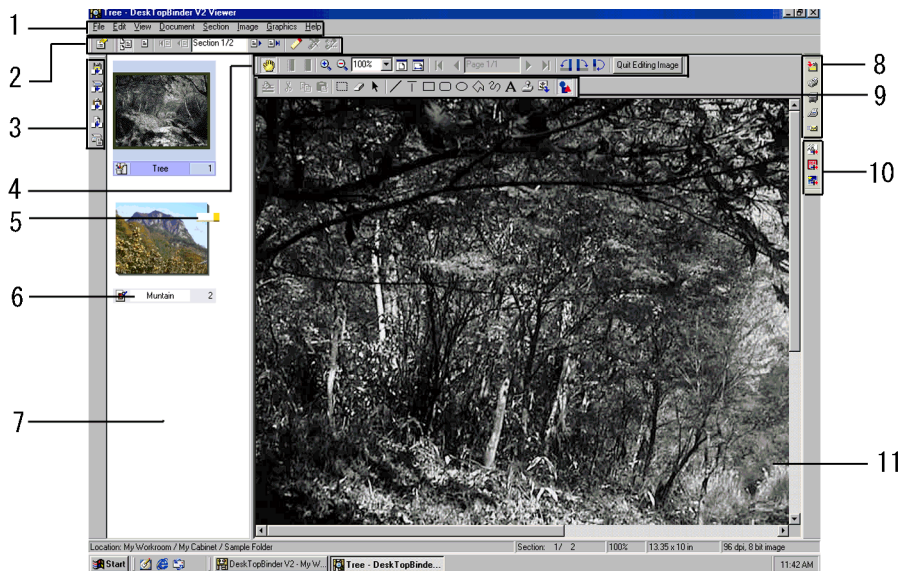 Tree - DeskTopBinder V2 Viewer
1
File Edit View Document Section Image Graphics Help
2
Section 1/2
3
100%
Page 1/1
Quit Editing Image
8
9
Tree 1
4
10
5
6
Muntain 2
7
11
Location: My Workroom / My Cabinet / Sample Folder
Section: 1/ 2
100%
13.35 x 10 in
96 dpi, 8 bit image
Start
DeskTopBinder V2 - My W...
Tree - DeskTopBinde...
11:42 AM